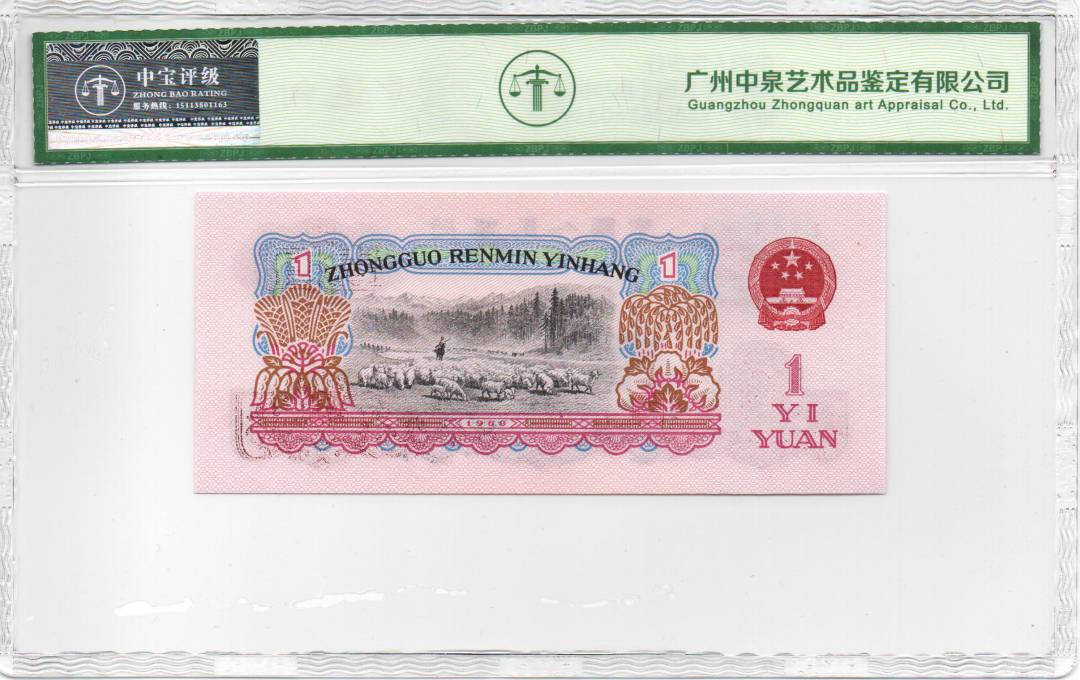 中宝评级
ZHONG BAO RATING
服务热线：15113801163
广州中泉艺术品鉴定有限公司
Guangzhou Zhongquan art Appraisal Co., Ltd.
1
ZHONGGUO RENMIN YINHANG
1
1960
1
YI
YUAN